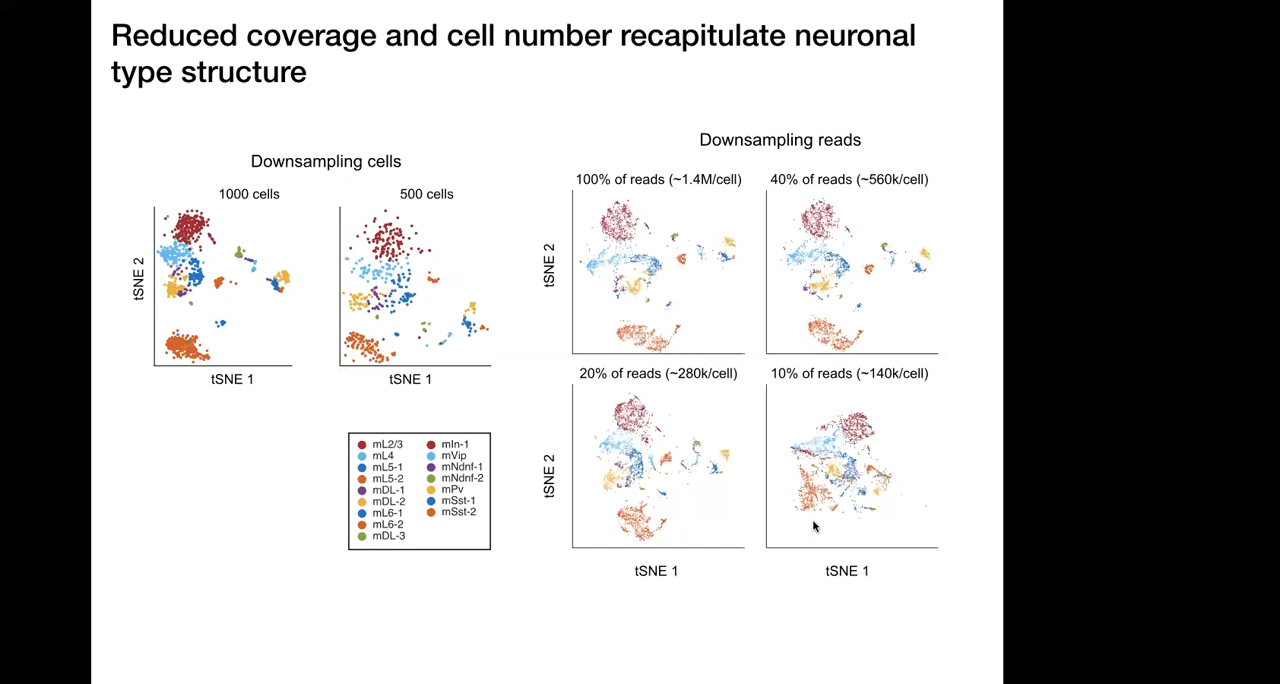 Reduced coverage and cell number recapitulate neuronal
type structure
Downsampling cells
1000 cells
500 cells
tSNE 2
tSNE 1
tSNE 1
mL2/3
mL4
mL5-1
mL5-2
mDL-1
mDL-2
mL6-1
mL6-2
mDL-3
mIn-1
mVip
mNdnf-1
mNdnf-2
mPv
mSst-1
mSst-2
Downsampling reads
100% of reads (~1.4M/cell)
40% of reads (~560k/cell)
tSNE 2
20% of reads (~280k/cell)
10% of reads (~140k/cell)
tSNE 2
tSNE 1
tSNE 1